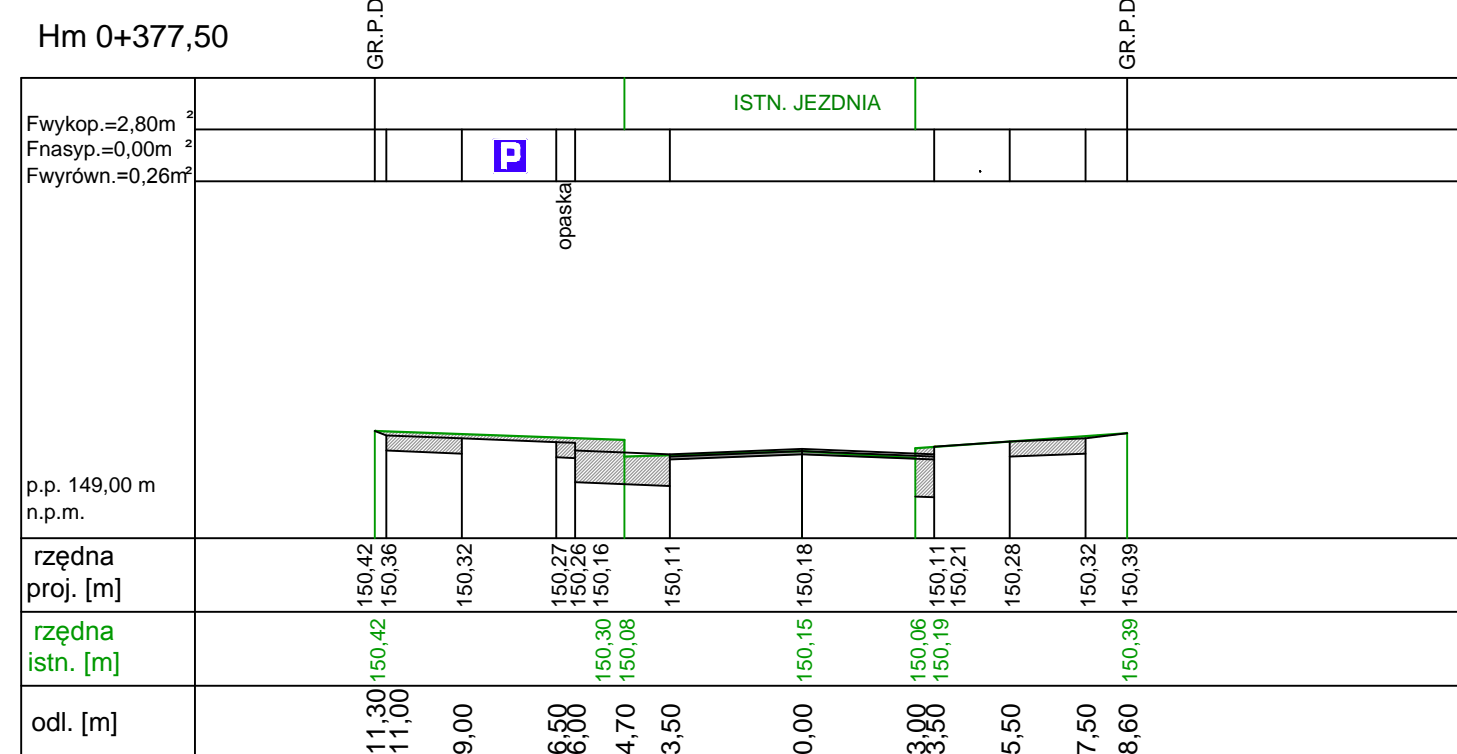 Hm 0+377,50
GR.P.D
GR.P.D
ISTN. JEZDNIA
Fwykop.=2,80m ²
Fnasyp.=0,00m ²
Fwyrówn.=0,26m²
P
opaska
p.p. 149,00 m
n.p.m.
rzędna
proj. [m]
150,42 150,36 150,32 150,27 150,26 150,16 150,11 150,18 150,11 150,21 150,28 150,32 150,39
rzędna
istn. [m]
150,42 150,30 150,08 150,15 150,06 150,19 150,39
odl. [m]
11,30 11,00 9,00 6,50 6,00 4,70 3,50 0,00 3,00 3,50 5,50 7,50 8,60